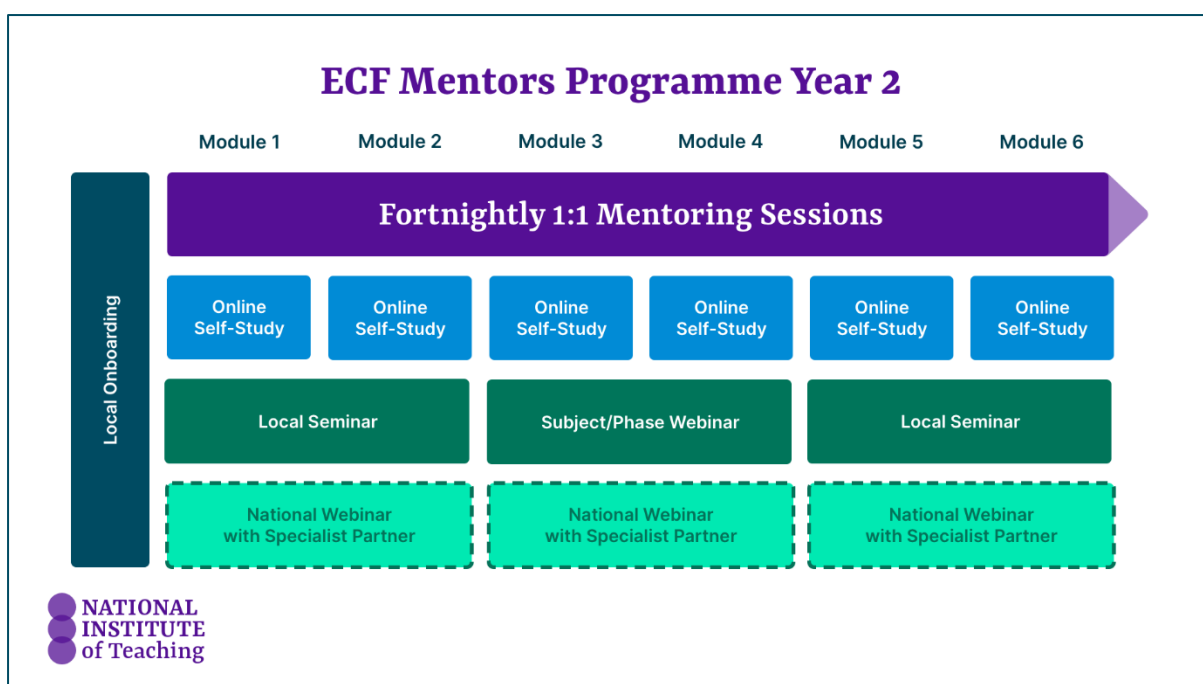 ECF Mentors Programme Year 2
Module 1
Module 2
Module 3
Module 4
Module 5
Module 6
Local Onboarding
Fortnightly 1:1 Mentoring Sessions
Online
Self-Study
Online
Self-Study
Online
Self-Study
Online
Self-Study
Online
Self-Study
Online
Self-Study
Local Seminar
Subject/Phase Webinar
Local Seminar
National Webinar
with Specialist Partner
National Webinar
with Specialist Partner
National Webinar
with Specialist Partner
NATIONAL
INSTITUTE
of Teaching